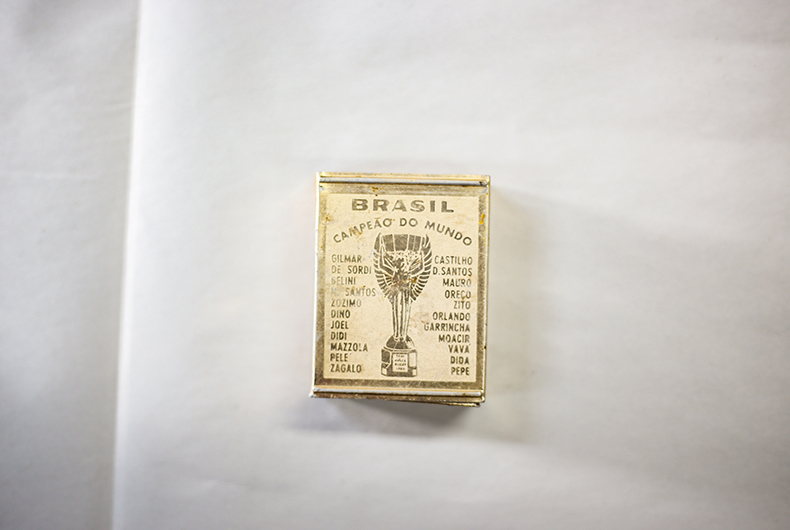 BRASIL
CAMPEÃO DO MUNDO
GILMAR
DE SORDI
BELINI
SANTOS
ZOZIMO
DINO
JOEL
DIDI
MAZZOLA
PELE
ZAGALO
CASTILHO
D.SANTOS
MAURO
OREÇO
ZITO
ORLANDO
GARRINCHA
MOACIR
VAVA
DIDA
PEPE